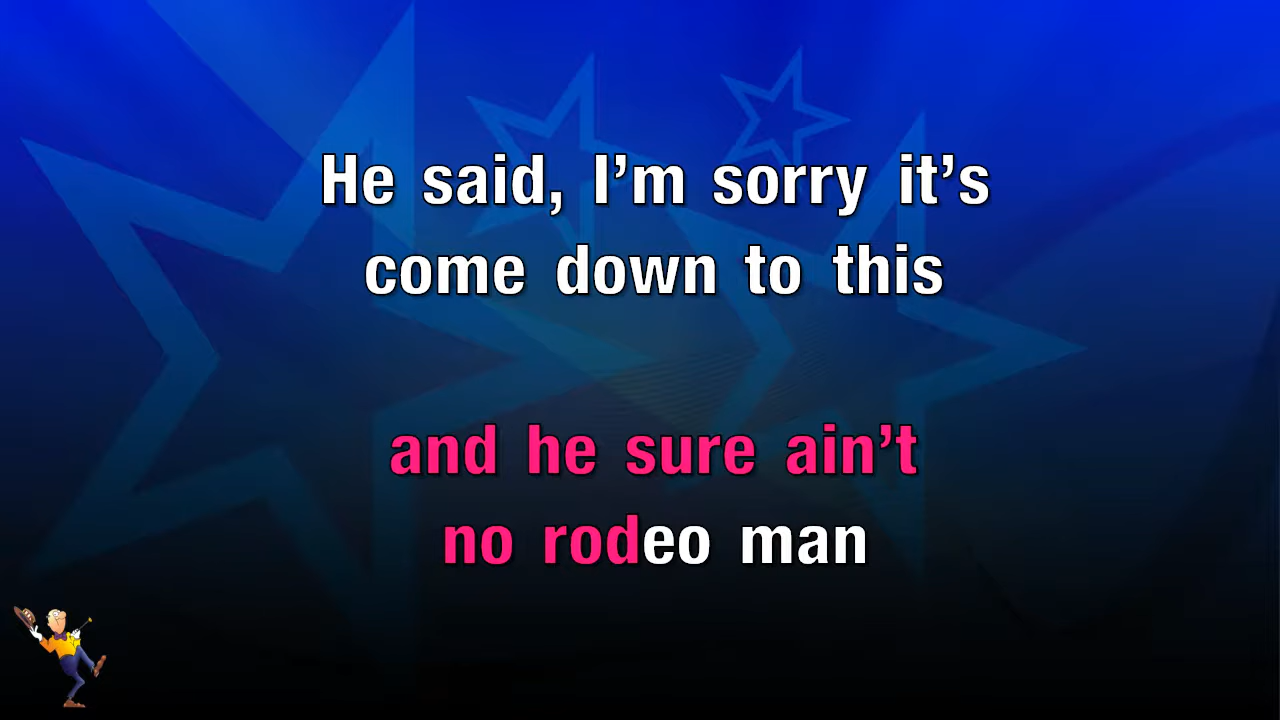 He said, I’m sorry it’s
come down to this
and he sure ain’t
no rodeo man